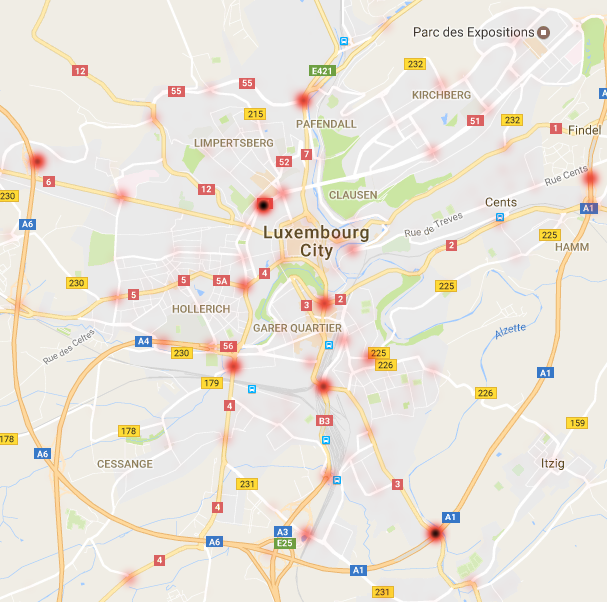 Parc des Expositions
232
12
E421
55
55
KIRCHBERG
A
215
51
232
PAFENDALL
1
Findel
LIMPERTSBERG
7
52
6
Rue Cents
12
230
CLAUSEN
Cents
A1
A6
Rue de Treves
225
Luxembourg
City
2
HAMM
4
5
5A
230
225
5
2
3
HOLLERICH
GARER QUARTIER
Alzette
Rue des Celtes
A4
56
230
225
226
A1
179
226
4
B3
159
178
178
A6
CESSANGE
Itzig
231
3
4
A1
A3
A6
E25
4
A1
231